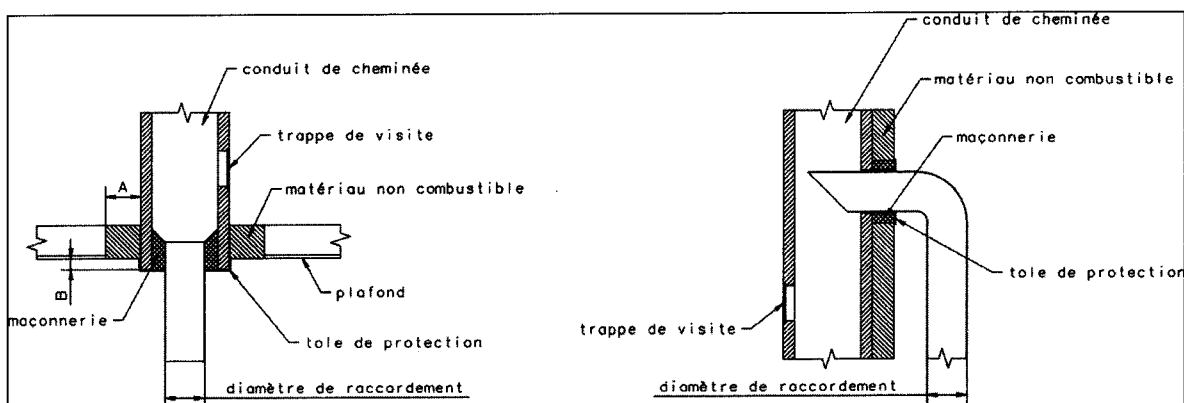 conduit de cheminée
trappe de visite
A
matériau non combustible
B
plafond
maçonnerie
tole de protection
diamètre de raccordement
conduit de cheminée
matériau non combustible
maçonnerie
tole de protection
trappe de visite
diamètre de raccordement